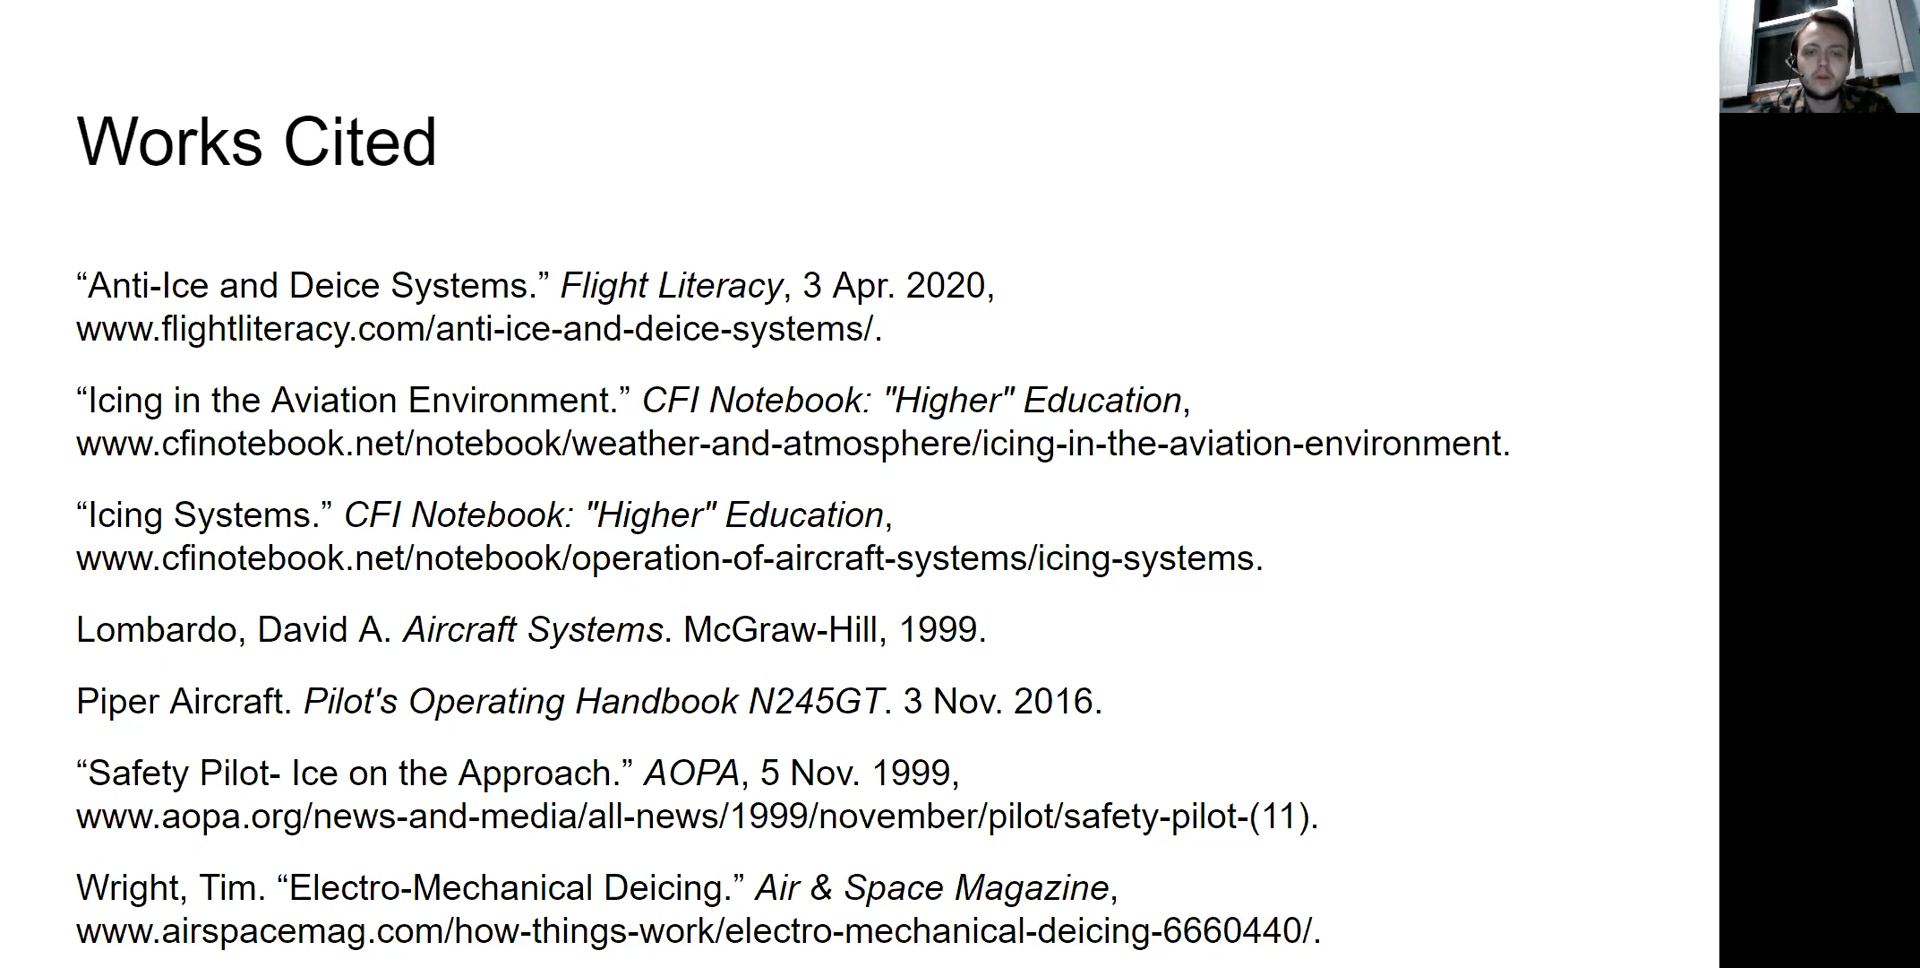 Works Cited
“Anti-Ice and Deice Systems.” Flight Literacy, 3 Apr. 2020,
www.flightliteracy.com/anti-ice-and-deice-systems/.
“Icing in the Aviation Environment.” CFI Notebook: "Higher" Education,
www.cfinotebook.net/notebook/weather-and-atmosphere/icing-in-the-aviation-environment.
“Icing Systems.” CFI Notebook: "Higher" Education,
www.cfinotebook.net/notebook/operation-of-aircraft-systems/icing-systems.
Lombardo, David A. Aircraft Systems. McGraw-Hill, 1999.
Piper Aircraft. Pilot's Operating Handbook N245GT. 3 Nov. 2016.
“Safety Pilot- Ice on the Approach.” AOPA, 5 Nov. 1999,
www.aopa.org/news-and-media/all-news/1999/november/pilot/safety-pilot-(11).
Wright, Tim. “Electro-Mechanical Deicing.” Air & Space Magazine,
www.airspacemag.com/how-things-work/electro-mechanical-deicing-6660440/.